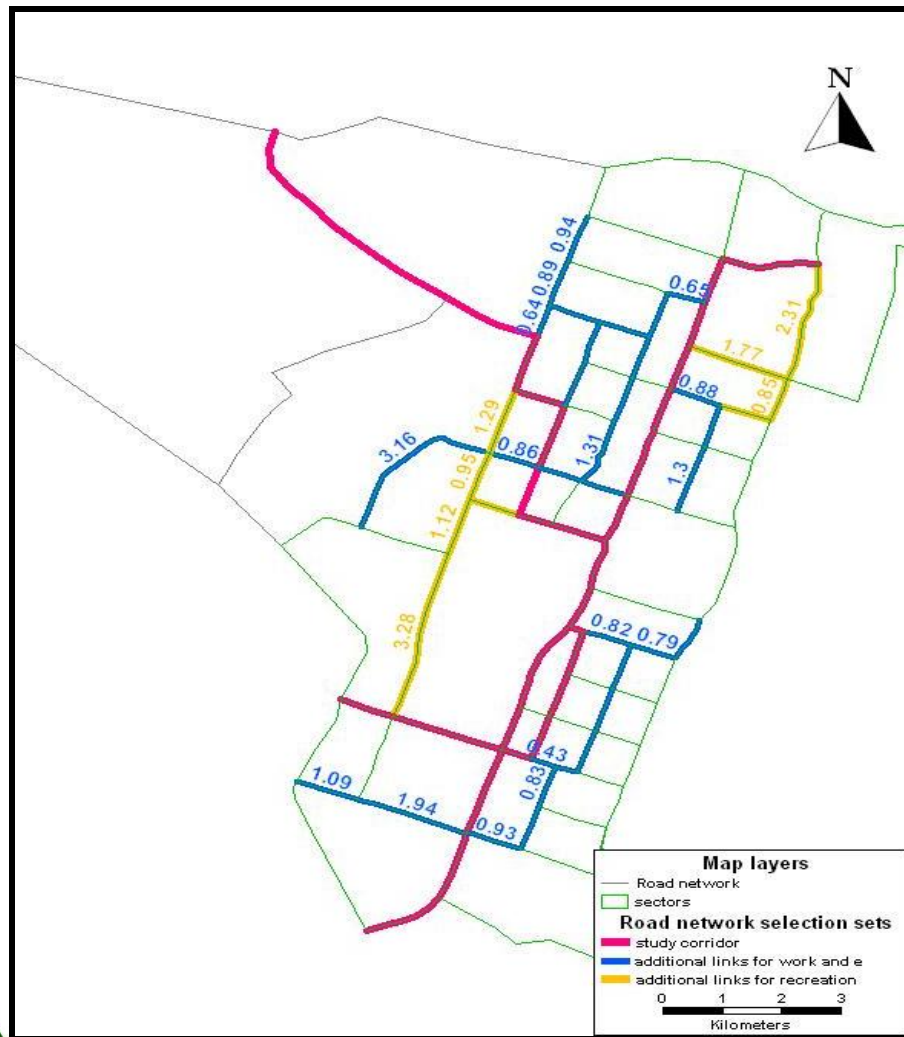 N
0.94
0.89
0.64
0.65
2.31
1.77
0.88
0.85
1.29
3.16
0.86
1.31
1.3
0.95
1.12
3.28
0.82 0.79
0.43
0.83
1.09
1.94
0.93
Map layers
Road network
sectors
Road network selection sets
study corridor
additional links for work and e
additional links for recreation
0 1 2 3
Kilometers